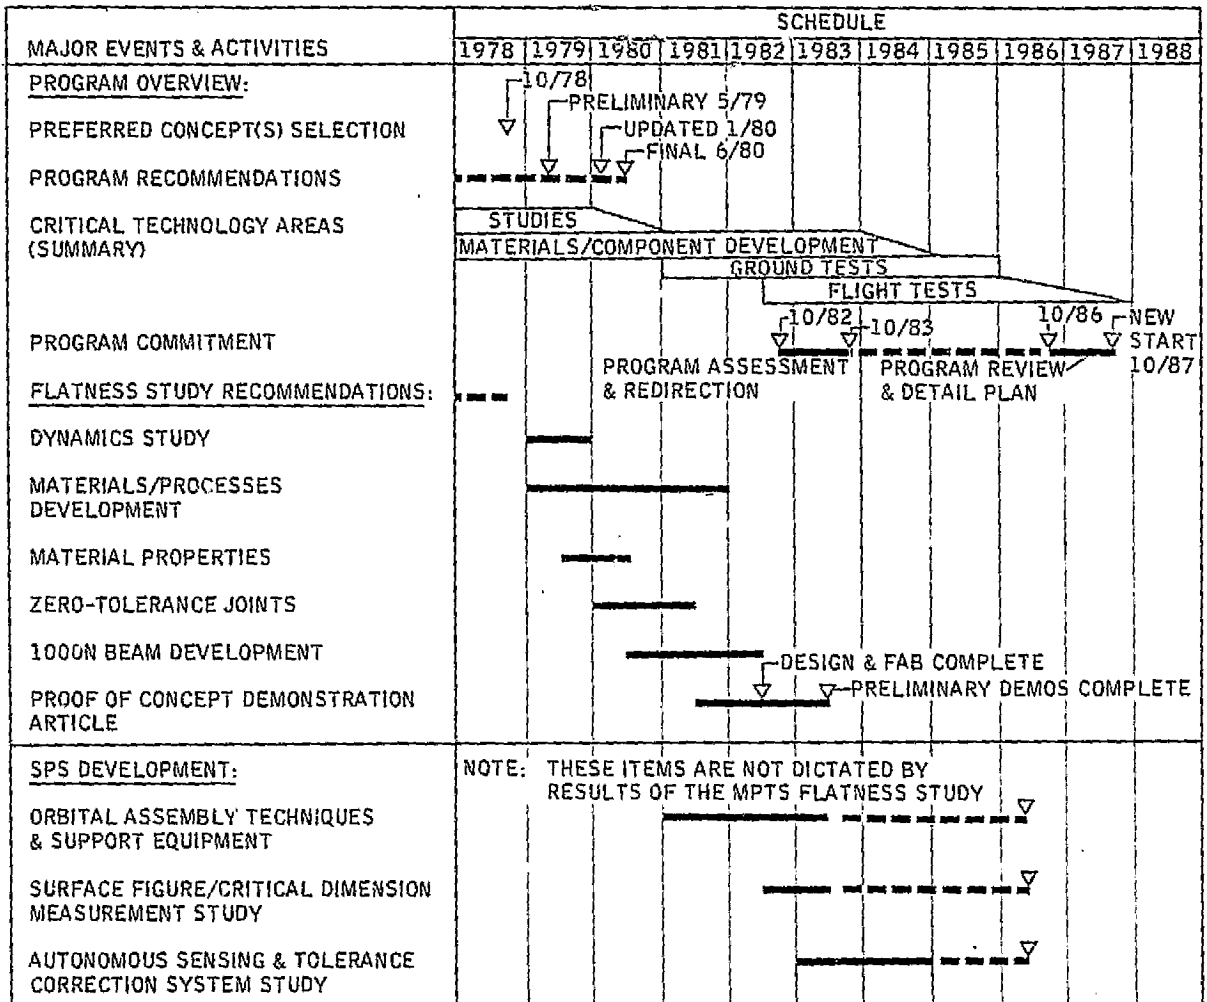 SCHEDULE
MAJOR EVENTS & ACTIVITIES
1978 1979 1980 1981 1982 1983 1984 1985 1986 1987 1988
PROGRAM OVERVIEW:
10/78
PRELIMINARY 5/79
PREFERRED CONCEPT(S) SELECTION
UPDATED 1/80
FINAL 6/80
PROGRAM RECOMMENDATIONS
CRITICAL TECHNOLOGY AREAS
(SUMMARY)
STUDIES
MATERIALS/COMPONENT DEVELOPMENT
GROUND TESTS
FLIGHT TESTS
PROGRAM COMMITMENT
10/82
10/83
10/86
NEW
START
10/87
PROGRAM ASSESSMENT
& REDIRECTION
PROGRAM REVIEW
& DETAIL PLAN
FLATNESS STUDY RECOMMENDATIONS:
DYNAMICS STUDY
MATERIALS/PROCESSES
DEVELOPMENT
MATERIAL PROPERTIES
ZERO-TOLERANCE JOINTS
1000N BEAM DEVELOPMENT
DESIGN & FAB COMPLETE
PROOF OF CONCEPT DEMONSTRATION
ARTICLE
PRELIMINARY DEMOS COMPLETE
SPS DEVELOPMENT:
NOTE: THESE ITEMS ARE NOT DICTATED BY
RESULTS OF THE MPTS FLATNESS STUDY
ORBITAL ASSEMBLY TECHNIQUES
& SUPPORT EQUIPMENT
SURFACE FIGURE/CRITICAL DIMENSION
MEASUREMENT STUDY
AUTONOMOUS SENSING & TOLERANCE
CORRECTION SYSTEM STUDY